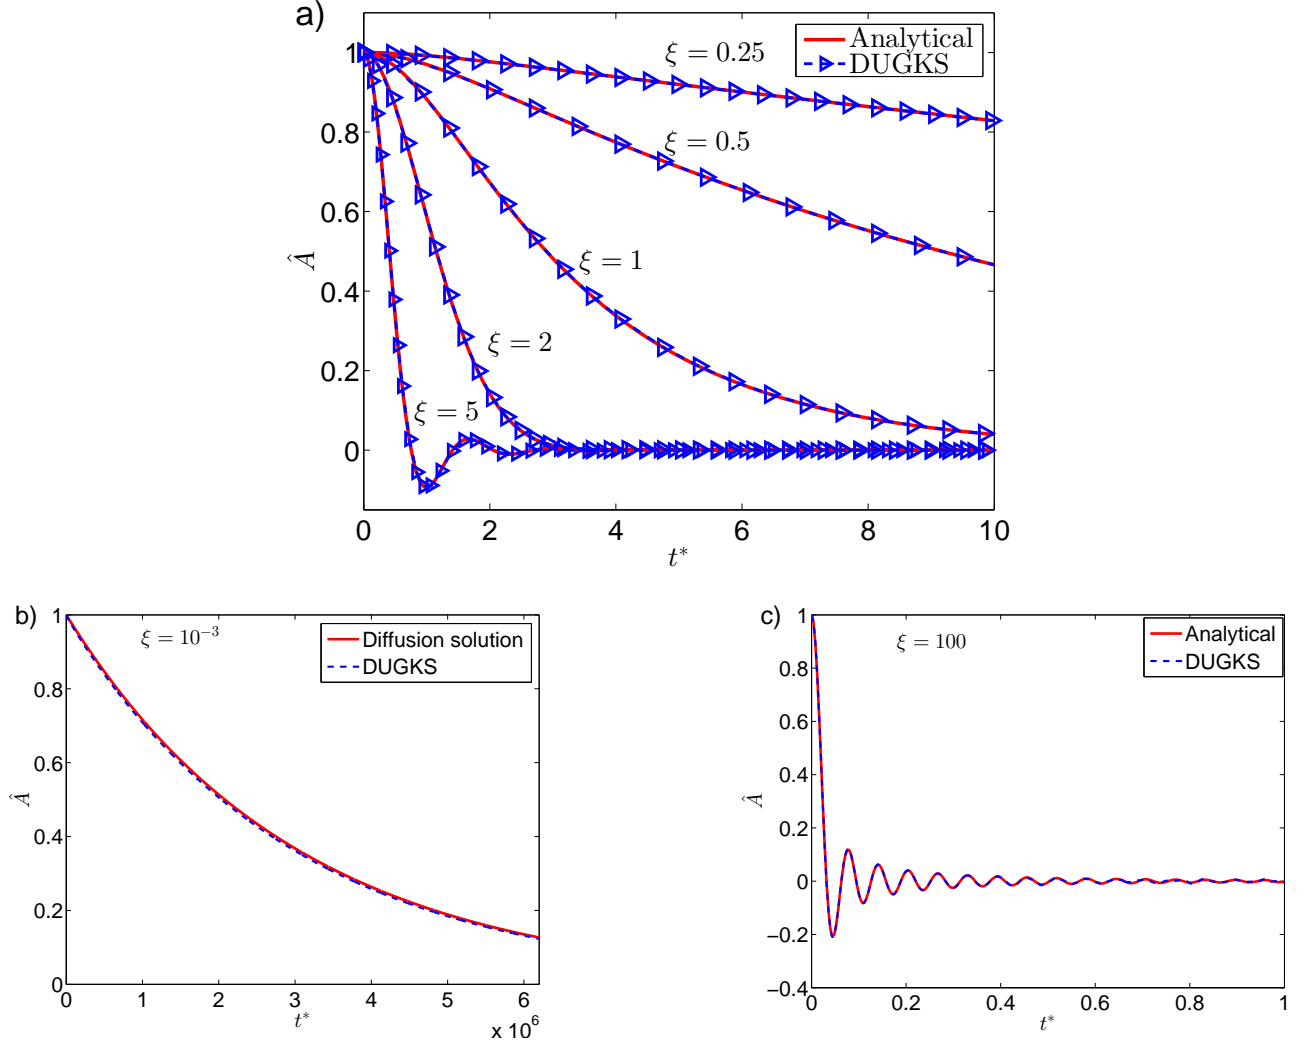 a)
Analytical
DUGKS
ξ = 0.25
ξ = 0.5
ξ = 1
ξ = 2
ξ = 5
1
0.8
0.6
0.4
0.2
0
Â
0 2 4 6 8 10
t*
b)
ξ = 10⁻³
Diffusion solution
DUGKS
1
0.8
0.6
0.4
0.2
0
Â
0 1 2 3 4 5 6
t*
x 10⁶
c)
ξ = 100
Analytical
DUGKS
1
0.8
0.6
0.4
0.2
0
−0.2
−0.4
Â
0 0.2 0.4 0.6 0.8 1
t*